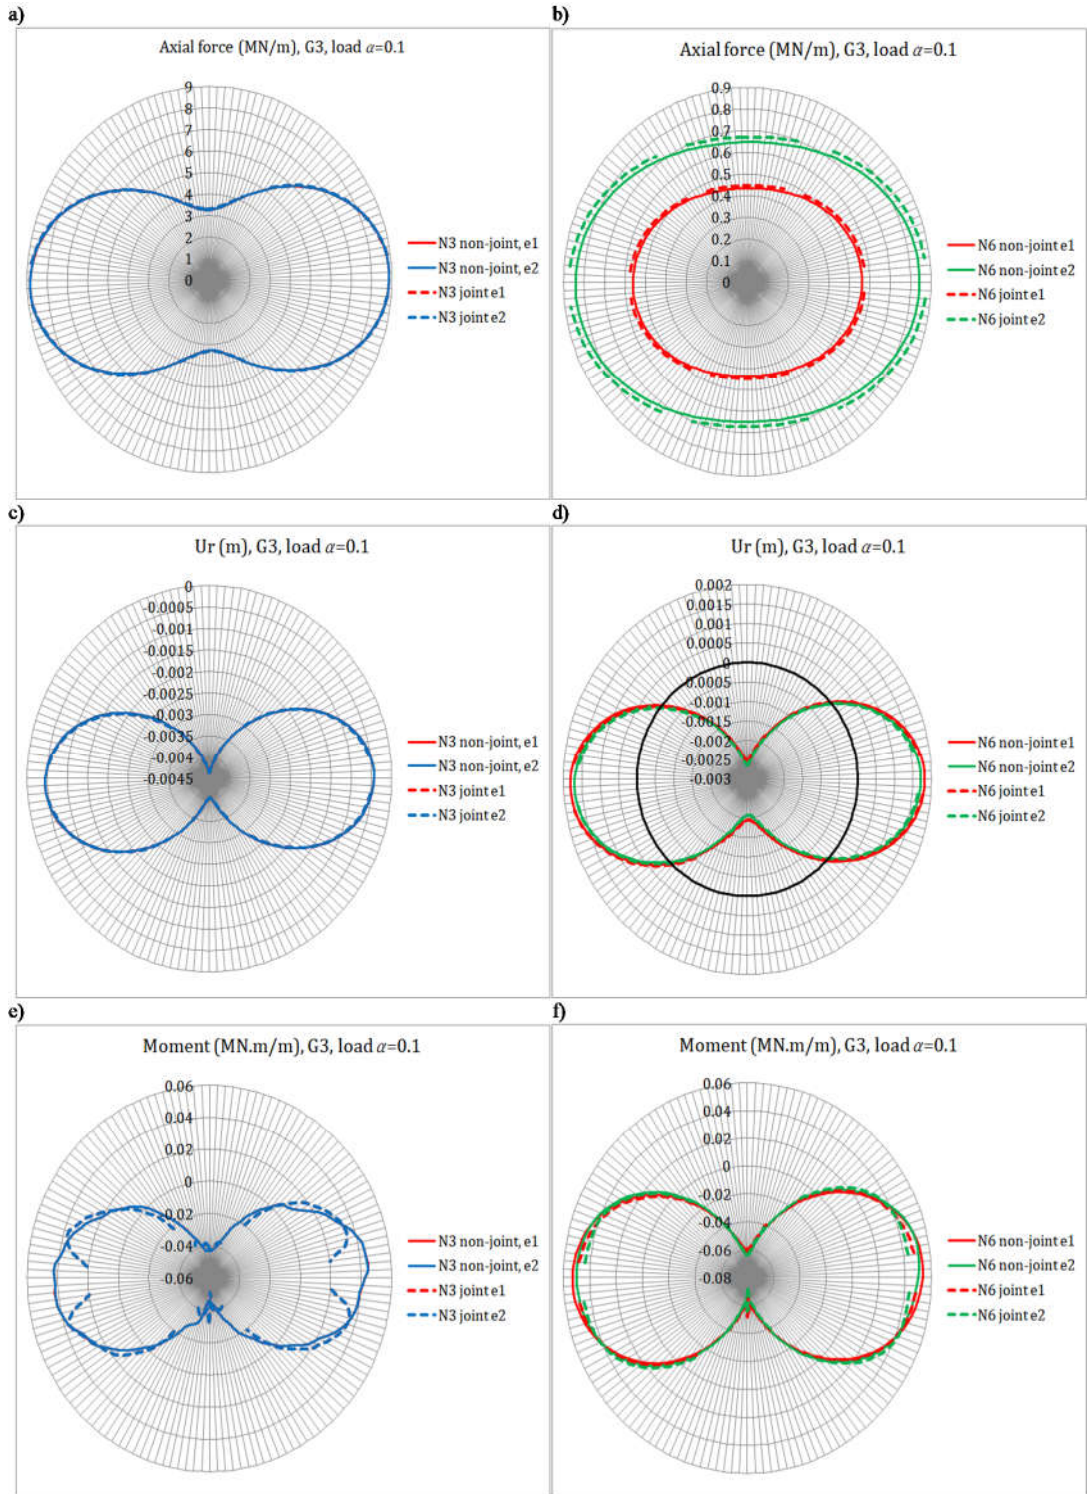 a)
Axial force (MN/m), G3, load α=0.1
9
8
7
6
5
4
3
2
1
0
N3 non-joint, e1
N3 non-joint, e2
N3 joint e1
N3 joint e2
b)
Axial force (MN/m), G3, load α=0.1
0.9
0.8
0.7
0.6
0.5
0.4
0.3
0.2
0.1
0
N6 non-joint e1
N6 non-joint e2
N6 joint e1
N6 joint e2
c)
Ur (m), G3, load α=0.1
0
-0.0005
-0.001
-0.0015
-0.002
-0.0025
-0.003
-0.0035
-0.004
-0.0045
N3 non-joint, e1
N3 non-joint, e2
N3 joint e1
N3 joint e2
d)
Ur (m), G3, load α=0.1
0.002
0.0015
0.001
0.0005
0
-0.0005
-0.001
-0.0015
-0.002
-0.0025
-0.003
N6 non-joint e1
N6 non-joint e2
N6 joint e1
N6 joint e2
e)
Moment (MN.m/m), G3, load α=0.1
0.06
0.04
0.02
0
-0.02
-0.04
-0.06
N3 non-joint, e1
N3 non-joint, e2
N3 joint e1
N3 joint e2
f)
Moment (MN.m/m), G3, load α=0.1
0.06
0.04
0.02
0
-0.02
-0.04
-0.06
-0.08
N6 non-joint e1
N6 non-joint e2
N6 joint e1
N6 joint e2